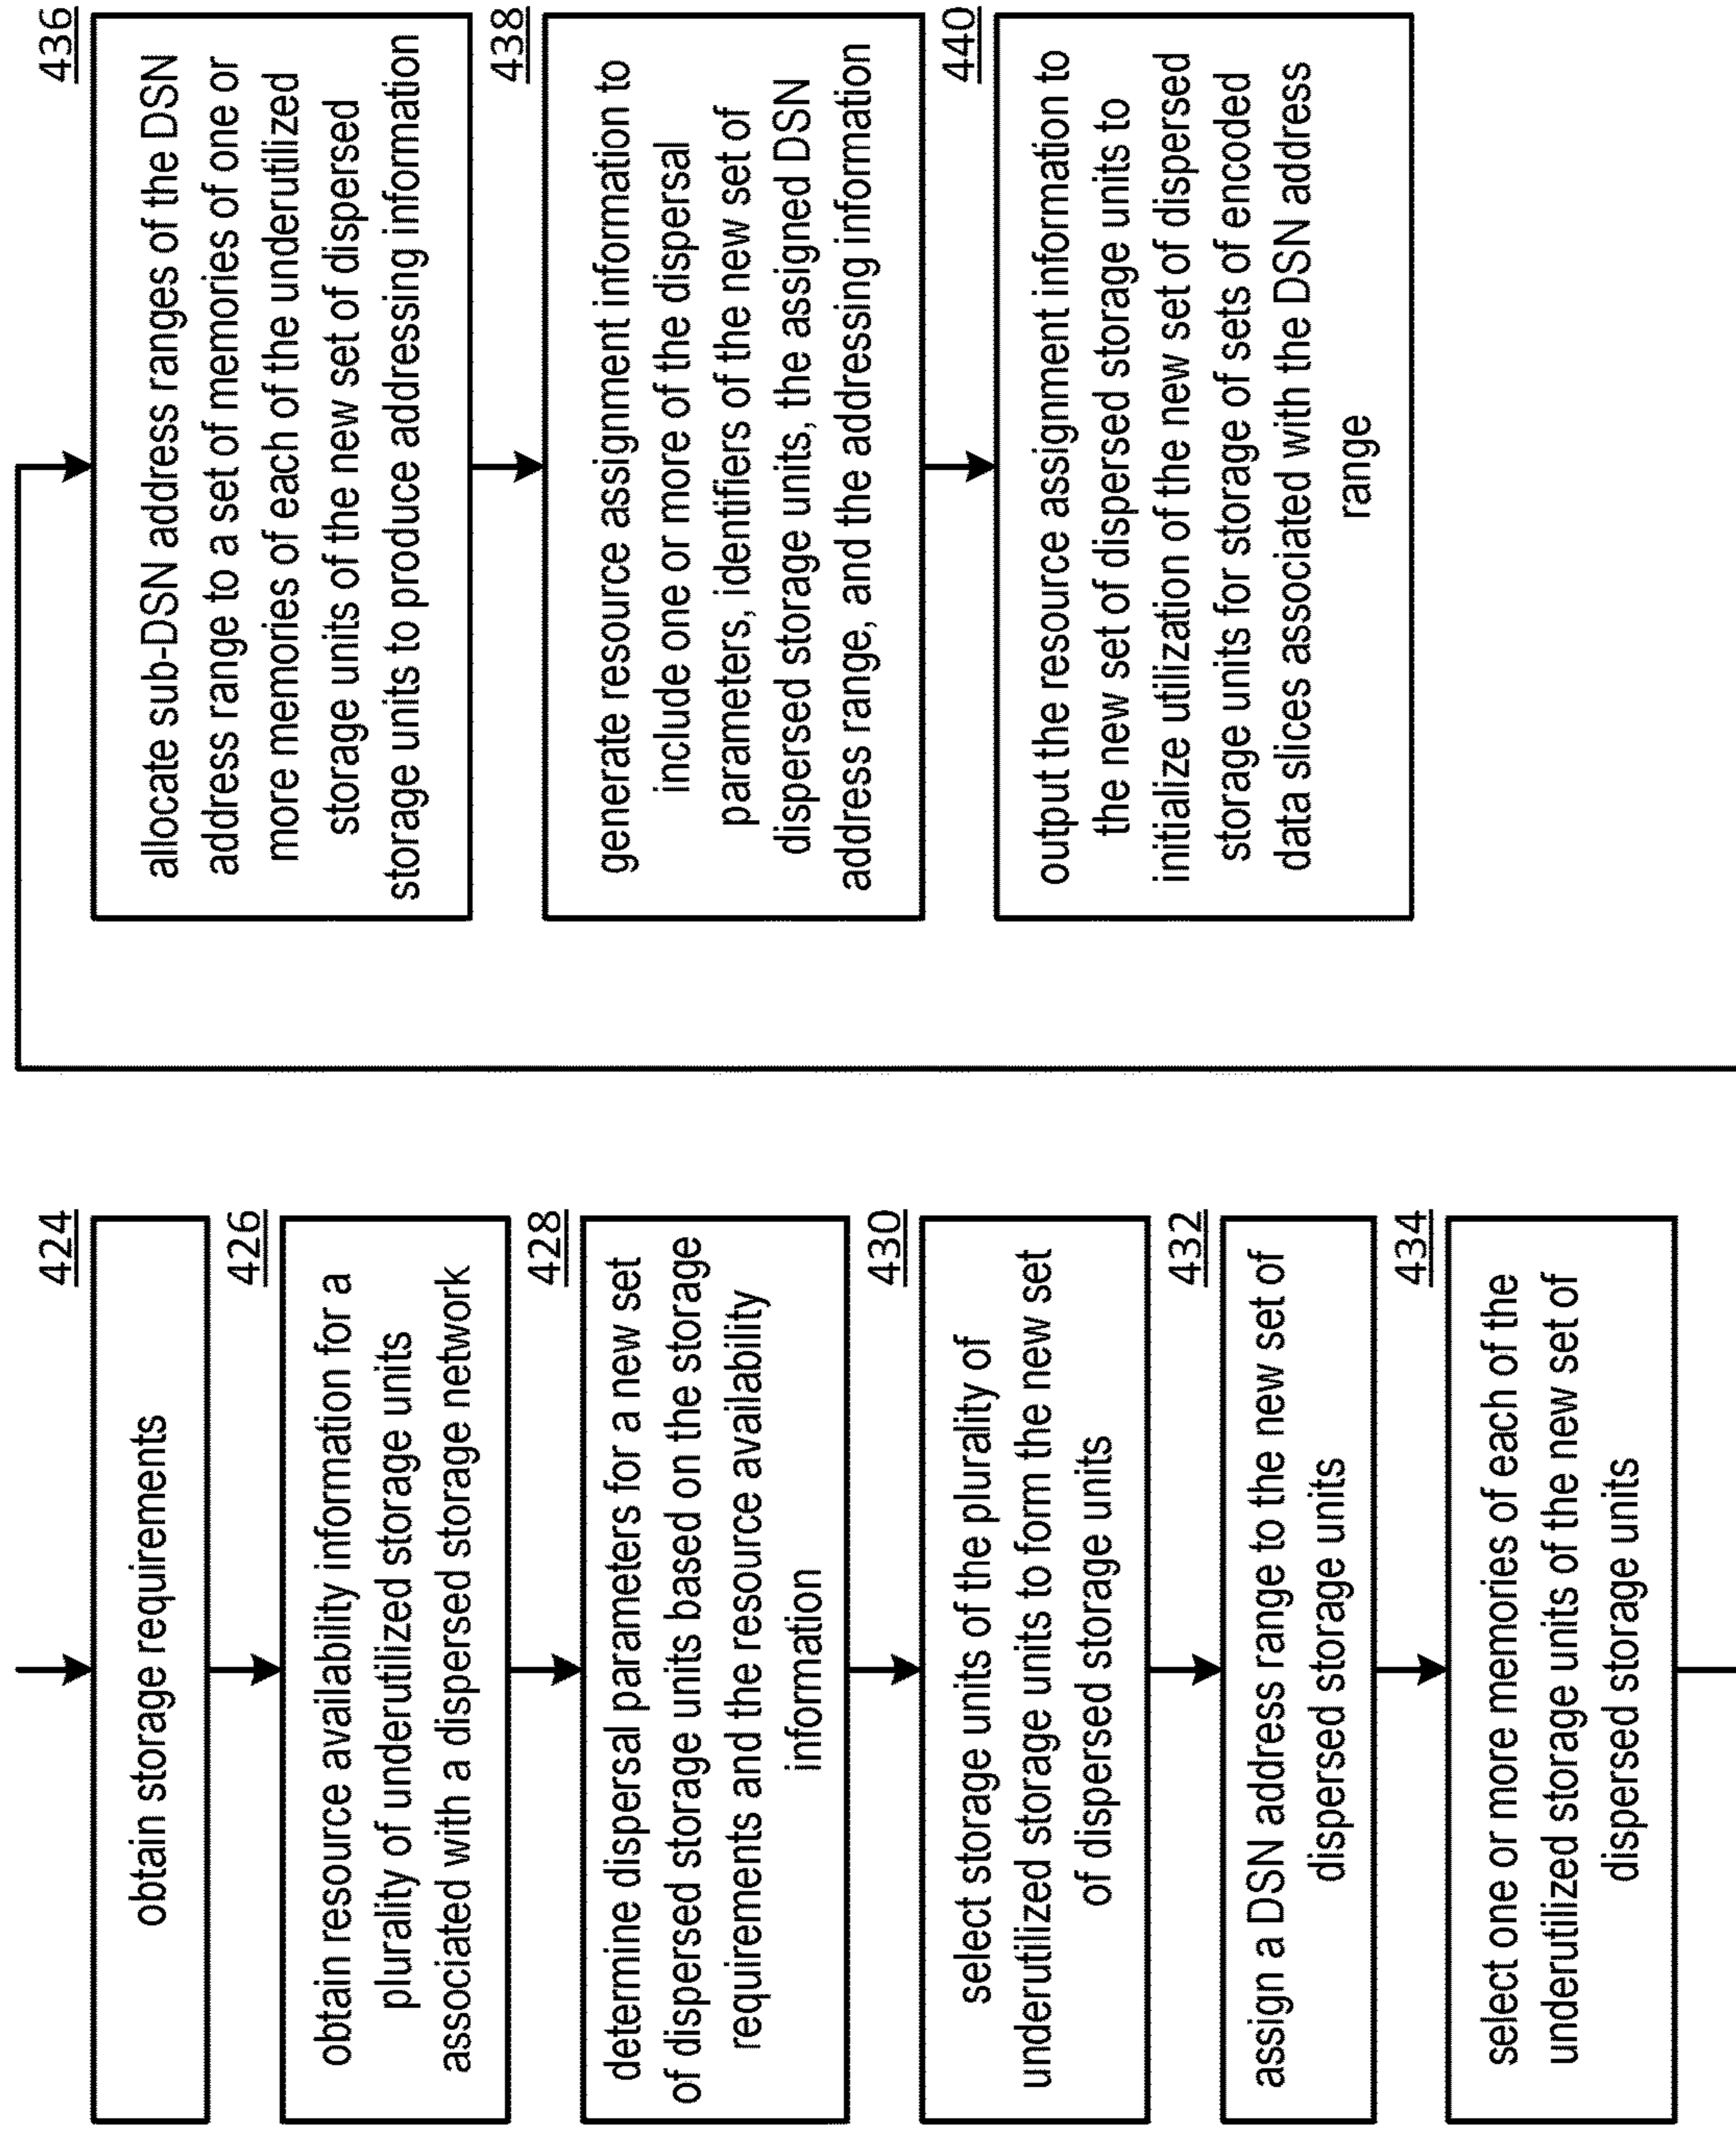 424
obtain storage requirements
426
obtain resource availability information for a
plurality of underutilized storage units
associated with a dispersed storage network
428
determine dispersal parameters for a new set
of dispersed storage units based on the storage
requirements and the resource availability
information
430
select storage units of the plurality of
underutilized storage units to form the new set
of dispersed storage units
432
assign a DSN address range to the new set of
dispersed storage units
434
select one or more memories of each of the
underutilized storage units of the new set of
dispersed storage units
436
allocate sub-DSN address ranges of the DSN
address range to a set of memories of one or
more memories of each of the underutilized
storage units of the new set of dispersed
storage units to produce addressing information
438
generate resource assignment information to
include one or more of the dispersal
parameters, identifiers of the new set of
dispersed storage units, the assigned DSN
address range, and the addressing information
440
output the resource assignment information to
the new set of dispersed storage units to
initialize utilization of the new set of dispersed
storage units for storage of sets of encoded
data slices associated with the DSN address
range